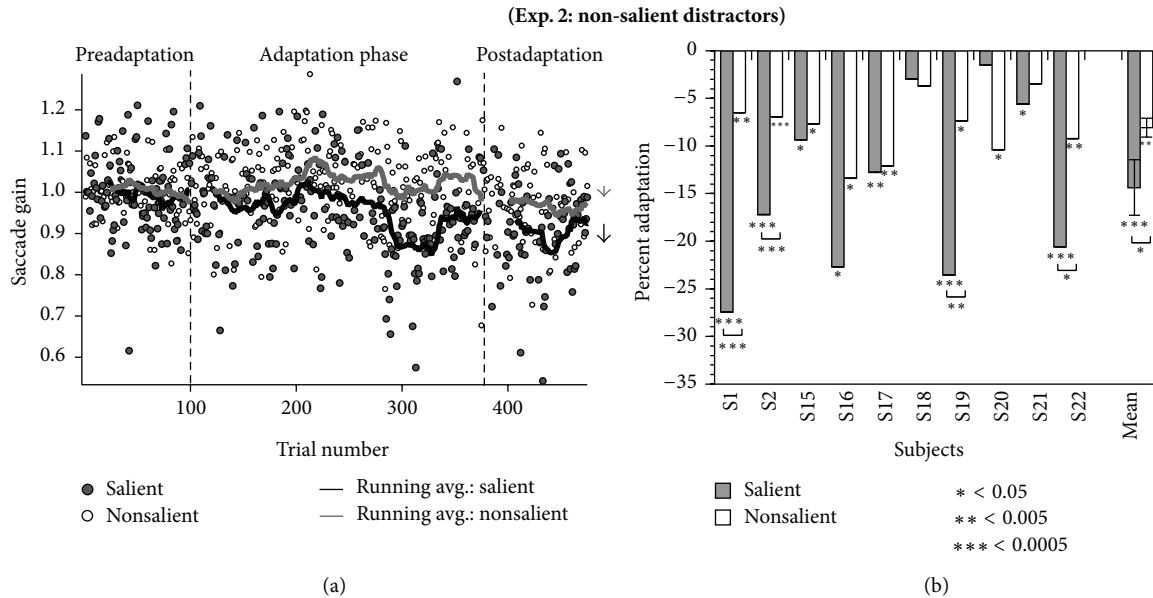 (Exp. 2: non-salient distractors)
Preadaptation
Adaptation phase
Postadaptation
Saccade gain
1.2
1.1
1.0
0.9
0.8
0.7
0.6
100
200
300
400
Trial number
Salient
Nonsalient
Running avg.: salient
Running avg.: nonsalient
(a)
Percent adaptation
0
−5
−10
−15
−20
−25
−30
−35
***
**
***
***
***
***
*
*
*
*
**
**
***
*
**
*
*
***
**
*
***
**
*
S1
S2
S15
S16
S17
S18
S19
S20
S21
S22
Mean
Subjects
Salient
Nonsalient
* < 0.05
** < 0.005
*** < 0.0005
(b)